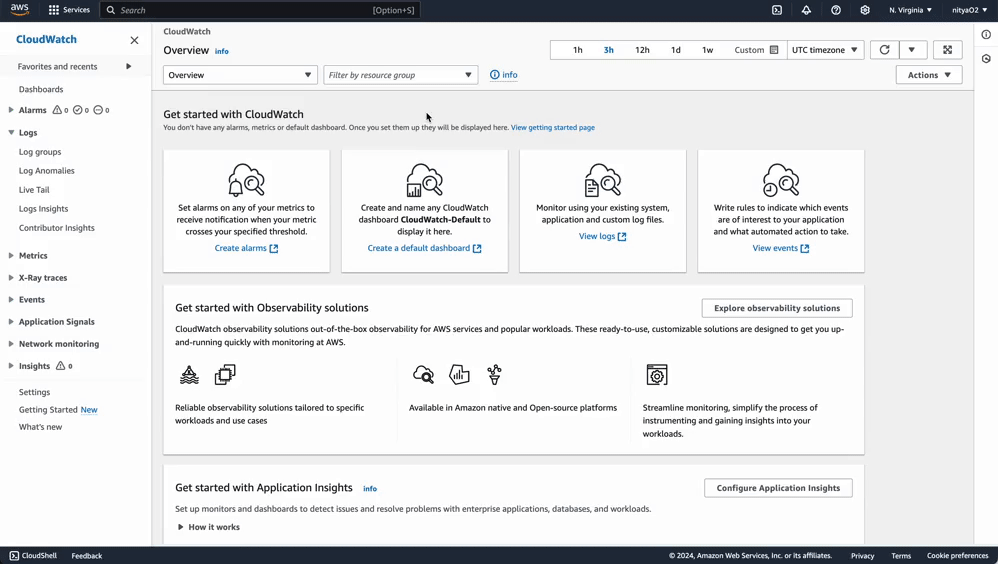 aws
Services
Search
[Option+S]
N. Virginia
nityaO2
CloudWatch
Favorites and recents
Dashboards
Alarms 0 0 0
Logs
Log groups
Log Anomalies
Live Tail
Logs Insights
Contributor Insights
Metrics
X-Ray traces
Events
Application Signals
Network monitoring
Insights 0
Settings
Getting Started New
What's new
CloudWatch
Overview info
1h 3h 12h 1d 1w Custom UTC timezone
Overview
Filter by resource group
info
Actions
Get started with CloudWatch
You don't have any alarms, metrics or default dashboard. Once you set them up they will be displayed here. View getting started page
Set alarms on any of your metrics to
receive notification when your metric
crosses your specified threshold.
Create alarms
Create and name any CloudWatch
dashboard CloudWatch-Default to
display it here.
Create a default dashboard
Monitor using your existing system,
application and custom log files.
View logs
Write rules to indicate which events
are of interest to your application
and what automated action to take.
View events
Get started with Observability solutions
Explore observability solutions
CloudWatch observability solutions out-of-the-box observability for AWS services and popular workloads. These ready-to-use, customizable solutions are designed to get you up-
and-running quickly with monitoring at AWS.
Reliable observability solutions tailored to specific
workloads and use cases
Available in Amazon native and Open-source platforms
Streamline monitoring, simplify the process of
instrumenting and gaining insights into your
workloads.
Get started with Application Insights info
Configure Application Insights
Set up monitors and dashboards to detect issues and resolve problems with enterprise applications, databases, and workloads.
How it works
CloudShell
Feedback
© 2024, Amazon Web Services, Inc. or its affiliates.
Privacy
Terms
Cookie preferences